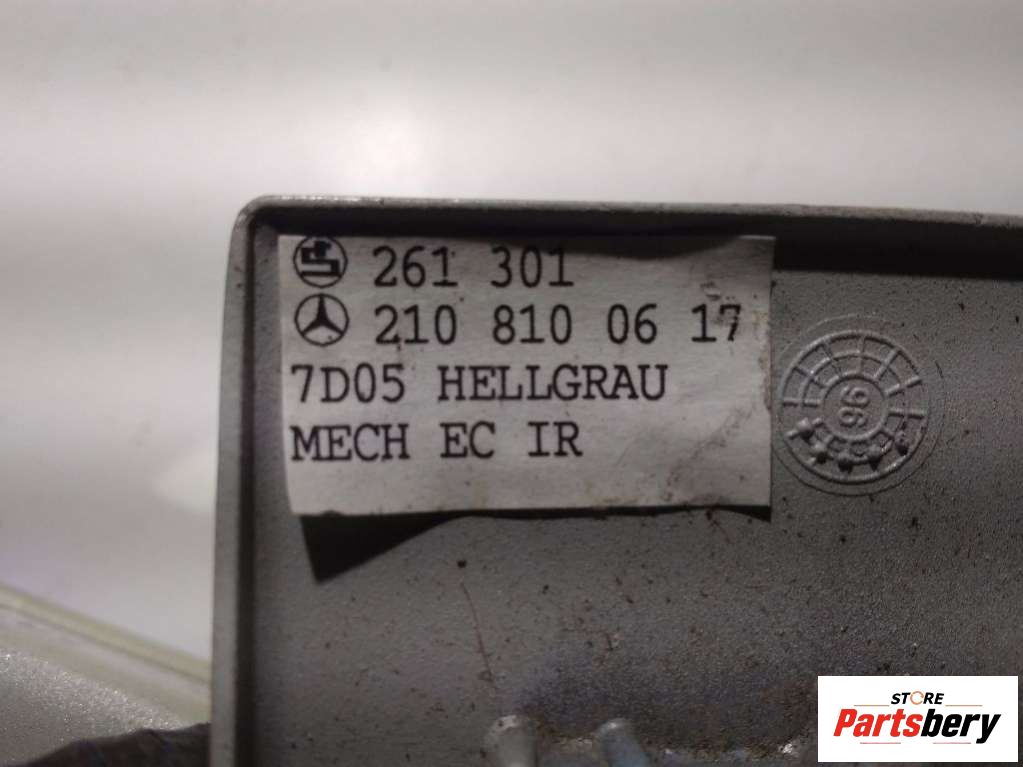 261 301
210 810 06 17
7D05 HELLGRAU
MECH EC IR
96
STORE
Partsbery